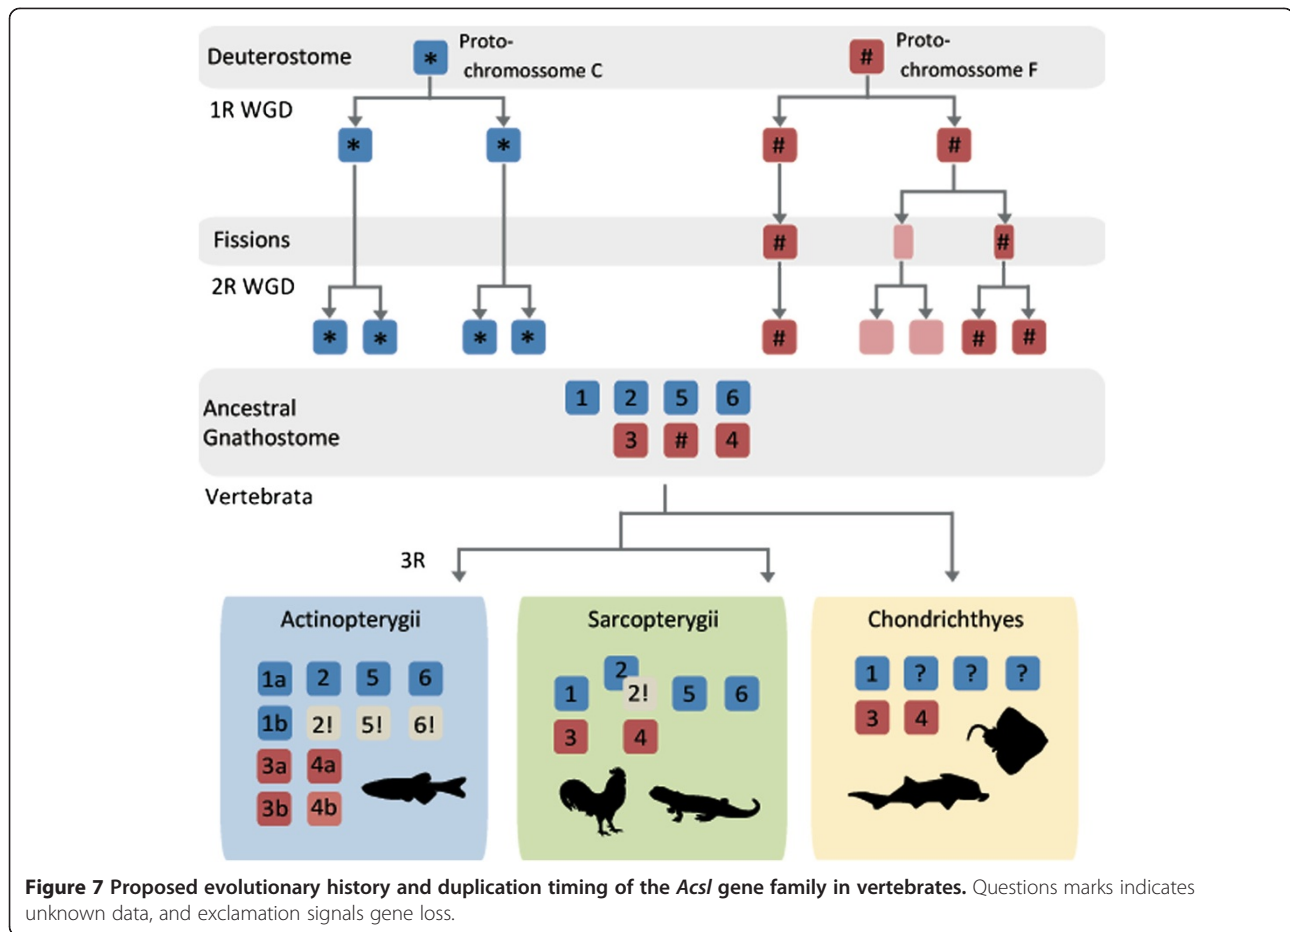 Deuterostome
*
Proto-
chromossome C
#
Proto-
chromossome F
1R WGD
* * # #
Fissions
# #
2R WGD
* * * * # # #
Ancestral
Gnathostome
1 2 5 6
3 # 4
Vertebrata
3R
Actinopterygii
1a 2 5 6
1b 2! 5! 6!
3a 4a
3b 4b
Sarcopterygii
2
1 2! 5 6
3 4
Chondrichthyes
1 ? ? ?
3 4
Figure 7 Proposed evolutionary history and duplication timing of the Acsl gene family in vertebrates. Questions marks indicates
unknown data, and exclamation signals gene loss.